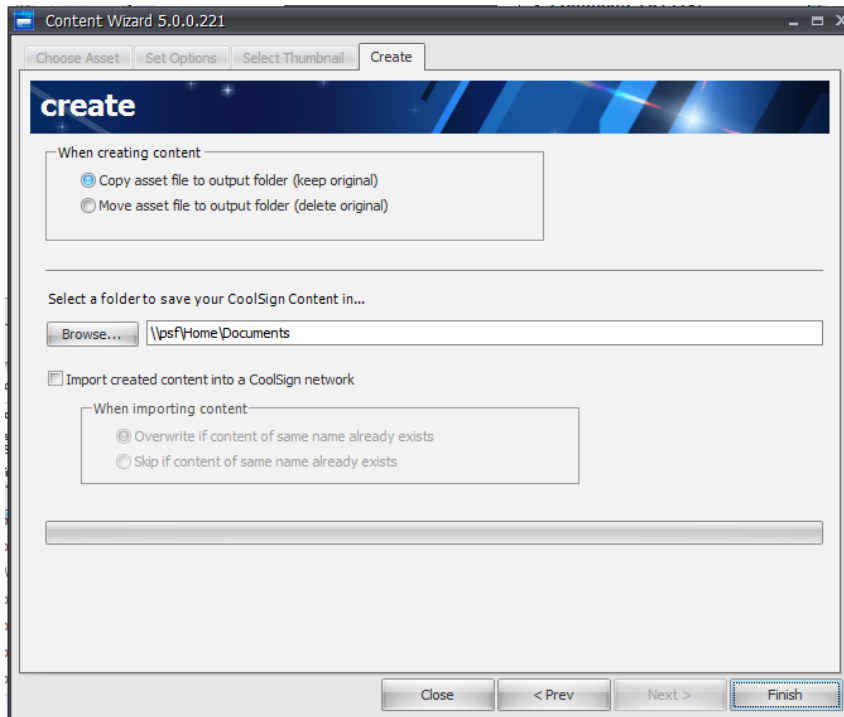 Content Wizard 5.0.0.221
Choose Asset Set Options Select Thumbnail Create
create
When creating content
Copy asset file to output folder (keep original)
Move asset file to output folder (delete original)
Select a folder to save your CoolSign Content in...
Browse... \\psf\Home\Documents
Import created content into a CoolSign network
When importing content
Overwrite if content of same name already exists
Skip if content of same name already exists
Close < Prev Next > Finish